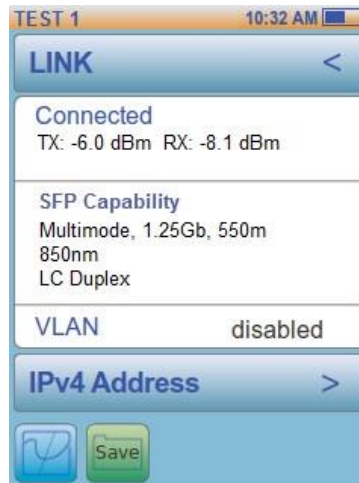 TEST 1 10:32 AM
LINK <
Connected
TX: -6.0 dBm RX: -8.1 dBm
SFP Capability
Multimode, 1.25Gb, 550m
850nm
LC Duplex
VLAN disabled
IPv4 Address >
Save